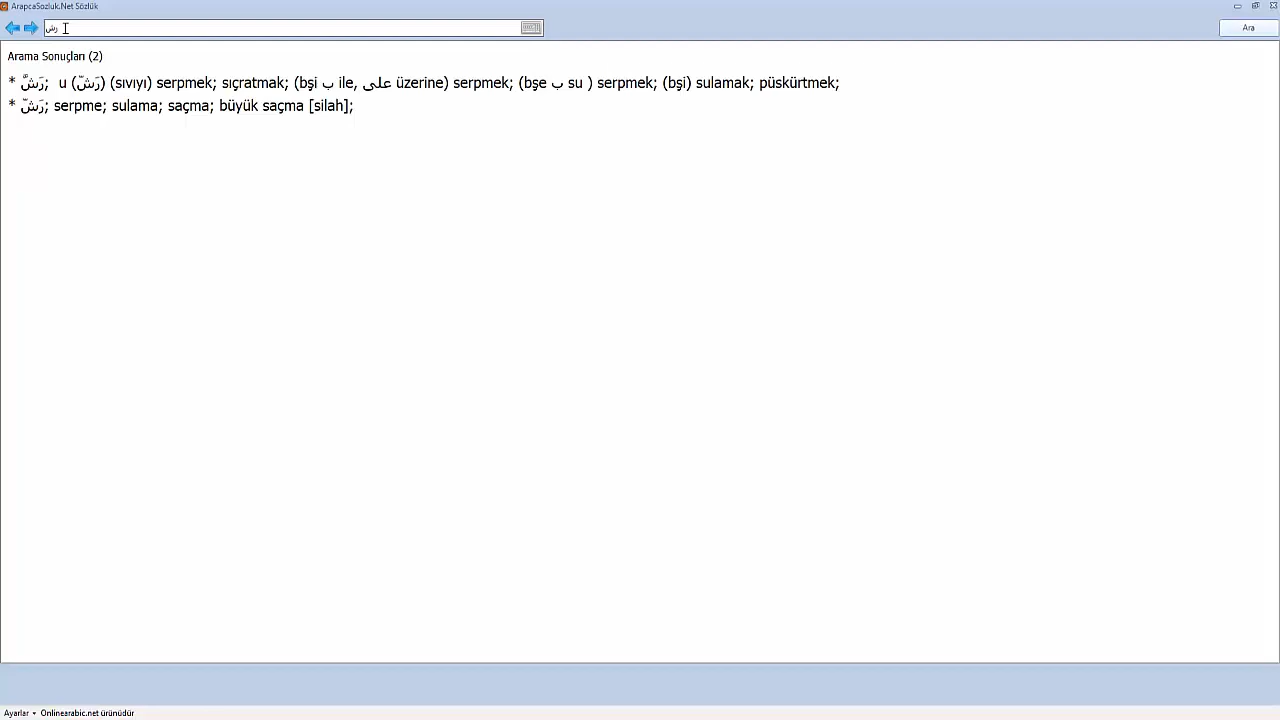 ArapcaSozluk.Net Sözlük
رش
Ara
Arama Sonuçları (2)
* رَشَّ;  u (رَشّ) (sıvıyı) serpmek; sıçratmak; (bşi ب ile, على üzerine) serpmek; (bşe ب su ) serpmek; (bşi) sulamak; püskürtmek;
* رَشّ; serpme; sulama; saçma; büyük saçma [silah];
Ayarlar ▾ Onlinearabic.net ürünüdür